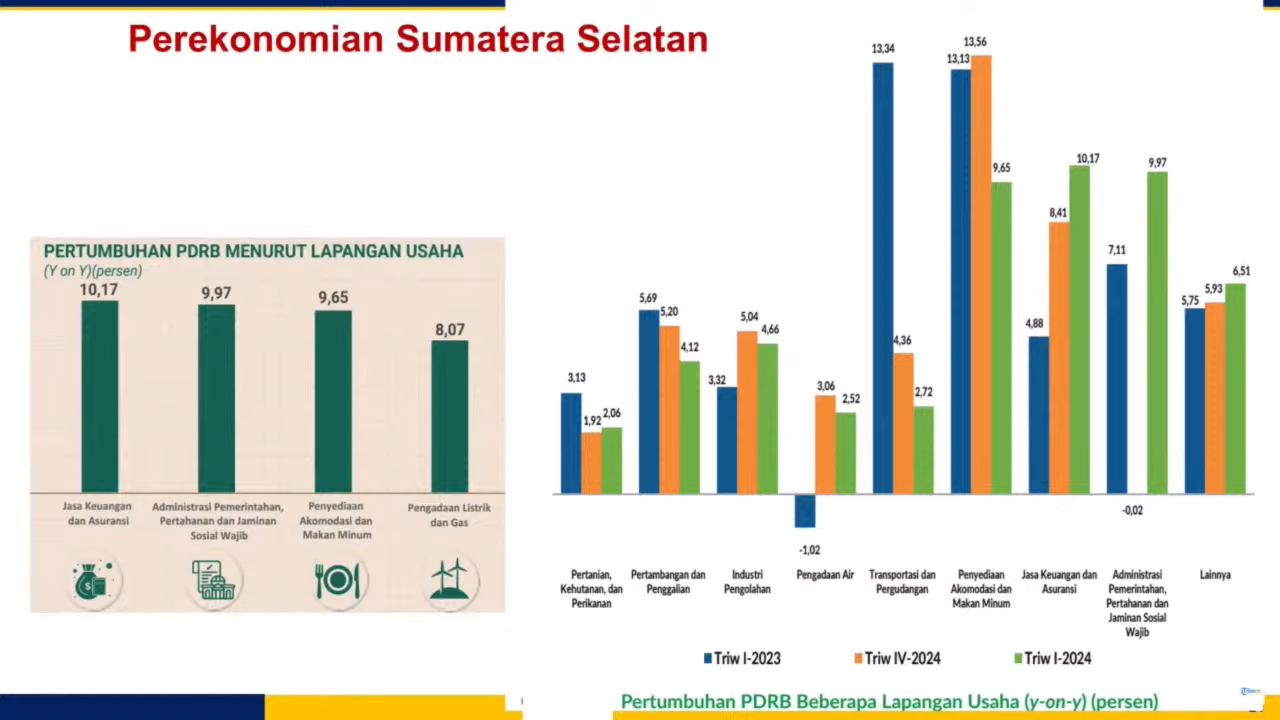 Perekonomian Sumatera Selatan
PERTUMBUHAN PDRB MENURUT LAPANGAN USAHA
(Y on Y)(persen)
10,17
9,97
9,65
8,07
Jasa Keuangan
dan Asuransi
Administrasi Pemerintahan,
Pertahanan dan Jaminan
Sosial Wajib
Penyediaan
Akomodasi dan
Makan Minum
Pengadaan Listrik
dan Gas
3,13
1,92
2,06
5,69
5,20
4,12
3,32
5,04
4,66
-1,02
3,06
2,52
13,34
4,36
2,72
13,13
13,56
9,65
4,88
8,41
10,17
7,11
-0,02
9,97
5,75
5,93
6,51
Pertanian,
Kehutanan, dan
Perikanan
Pertambangan dan
Penggalian
Industri
Pengolahan
Pengadaan Air
Transportasi dan
Pergudangan
Penyediaan
Akomodasi dan
Makan Minum
Jasa Keuangan dan
Asuransi
Administrasi
Pemerintahan,
Pertahanan dan
Jaminan Sosial
Wajib
Lainnya
Triw I-2023
Triw IV-2024
Triw I-2024
Pertumbuhan PDRB Beberapa Lapangan Usaha (y-on-y) (persen)